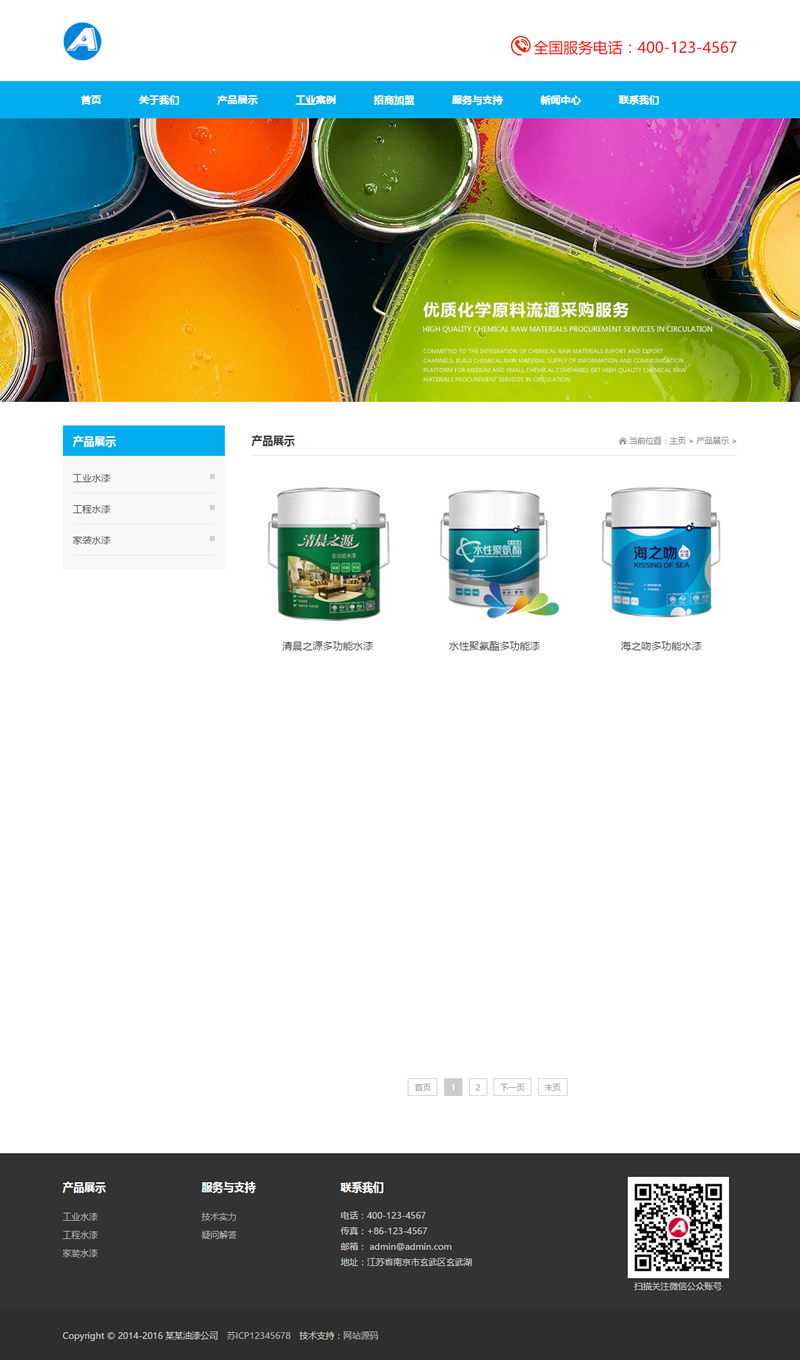 全国服务电话：400-123-4567
首页 关于我们 产品展示 工业案例 招商加盟 服务与支持 新闻中心 联系我们
优质化学原料流通采购服务
HIGH QUALITY CHEMICAL RAW MATERIALS PROCUREMENT SERVICES IN CIRCULATION
COMMITTED TO THE INTEGRATION OF CHEMICAL RAW MATERIALS IMPORT AND EXPORT
CHANNELS, BUILD CHEMICAL RAW MATERIAL SUPPLY OF INFORMATION AND COMMUNICATION
PLATFORM FOR MEDIUM AND SMALL CHEMICAL COMPANIES GET HIGH QUALITY CHEMICAL RAW
MATERIALS PROCUREMENT SERVICES IN CIRCULATION
产品展示
工业水漆
工程水漆
家装水漆
产品展示
当前位置：主页 > 产品展示 >
清晨之源
多功能水漆
水性聚氨酯
海之吻
KISSING OF SEA
清晨之源多功能水漆
水性聚氨酯多功能漆
海之吻多功能水漆
首页 1 2 下一页 末页
产品展示
工业水漆
工程水漆
家装水漆
服务与支持
技术实力
疑问解答
联系我们
电话：400-123-4567
传真：+86-123-4567
邮箱： admin@admin.com
地址：江苏省南京市玄武区玄武湖
扫描关注微信公众账号
Copyright © 2014-2016 某某油漆公司 苏ICP12345678 技术支持：网站源码